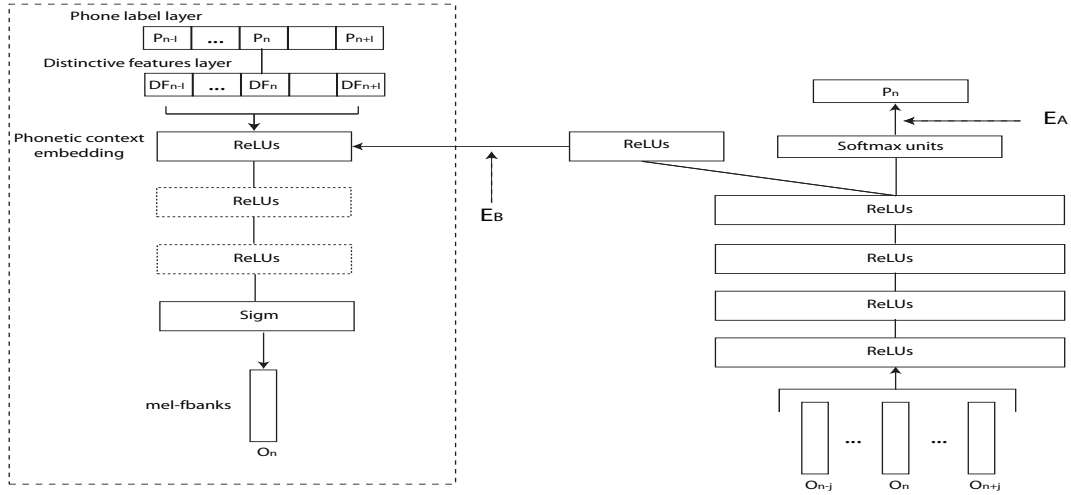 Phone label layer
Pn-l ... Pn Pn+l
Distinctive features layer
DFn-l ... DFn DFn+l
Phonetic context
embedding
ReLUs
ReLUs
ReLUs
Sigm
mel-fbanks
On
ReLUs
EB
Pn
EA
Softmax units
ReLUs
ReLUs
ReLUs
ReLUs
... ...
On-j On On+j